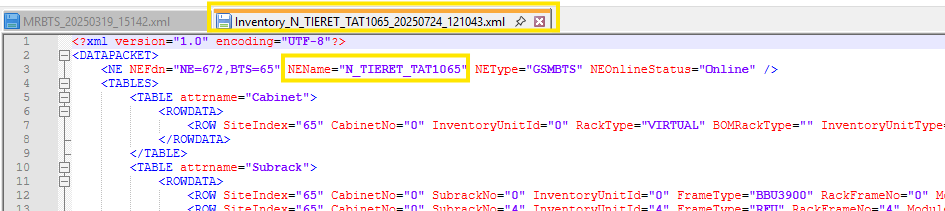 MRBTS_20250319_15142.xml
Inventory_N_TIERET_TAT1065_20250724_121043.xml
1 <?xml version="1.0" encoding="UTF-8"?>
2 <DATAPACKET>
3 <NE NEFdn="NE=672,BTS=65" NEName="N_TIERET_TAT1065" NEType="GSMBTS" NEOnlineStatus="Online" />
4 <TABLES>
5 <TABLE attrname="Cabinet">
6 <ROWDATA>
7 <ROW SiteIndex="65" CabinetNo="0" InventoryUnitId="0" RackType="VIRTUAL" BOMRackType="" InventoryUnitType=
8 </ROWDATA>
9 </TABLE>
10 <TABLE attrname="Subrack">
11 <ROWDATA>
12 <ROW SiteIndex="65" CabinetNo="0" SubrackNo="0" InventoryUnitId="0" FrameType="BBU3900" RackFrameNo="0" Mo
13 <ROW SiteIndex="65" CabinetNo="0" SubrackNo="4" InventoryUnitId="4" FrameType="RFU" RackFrameNo="4" Modul